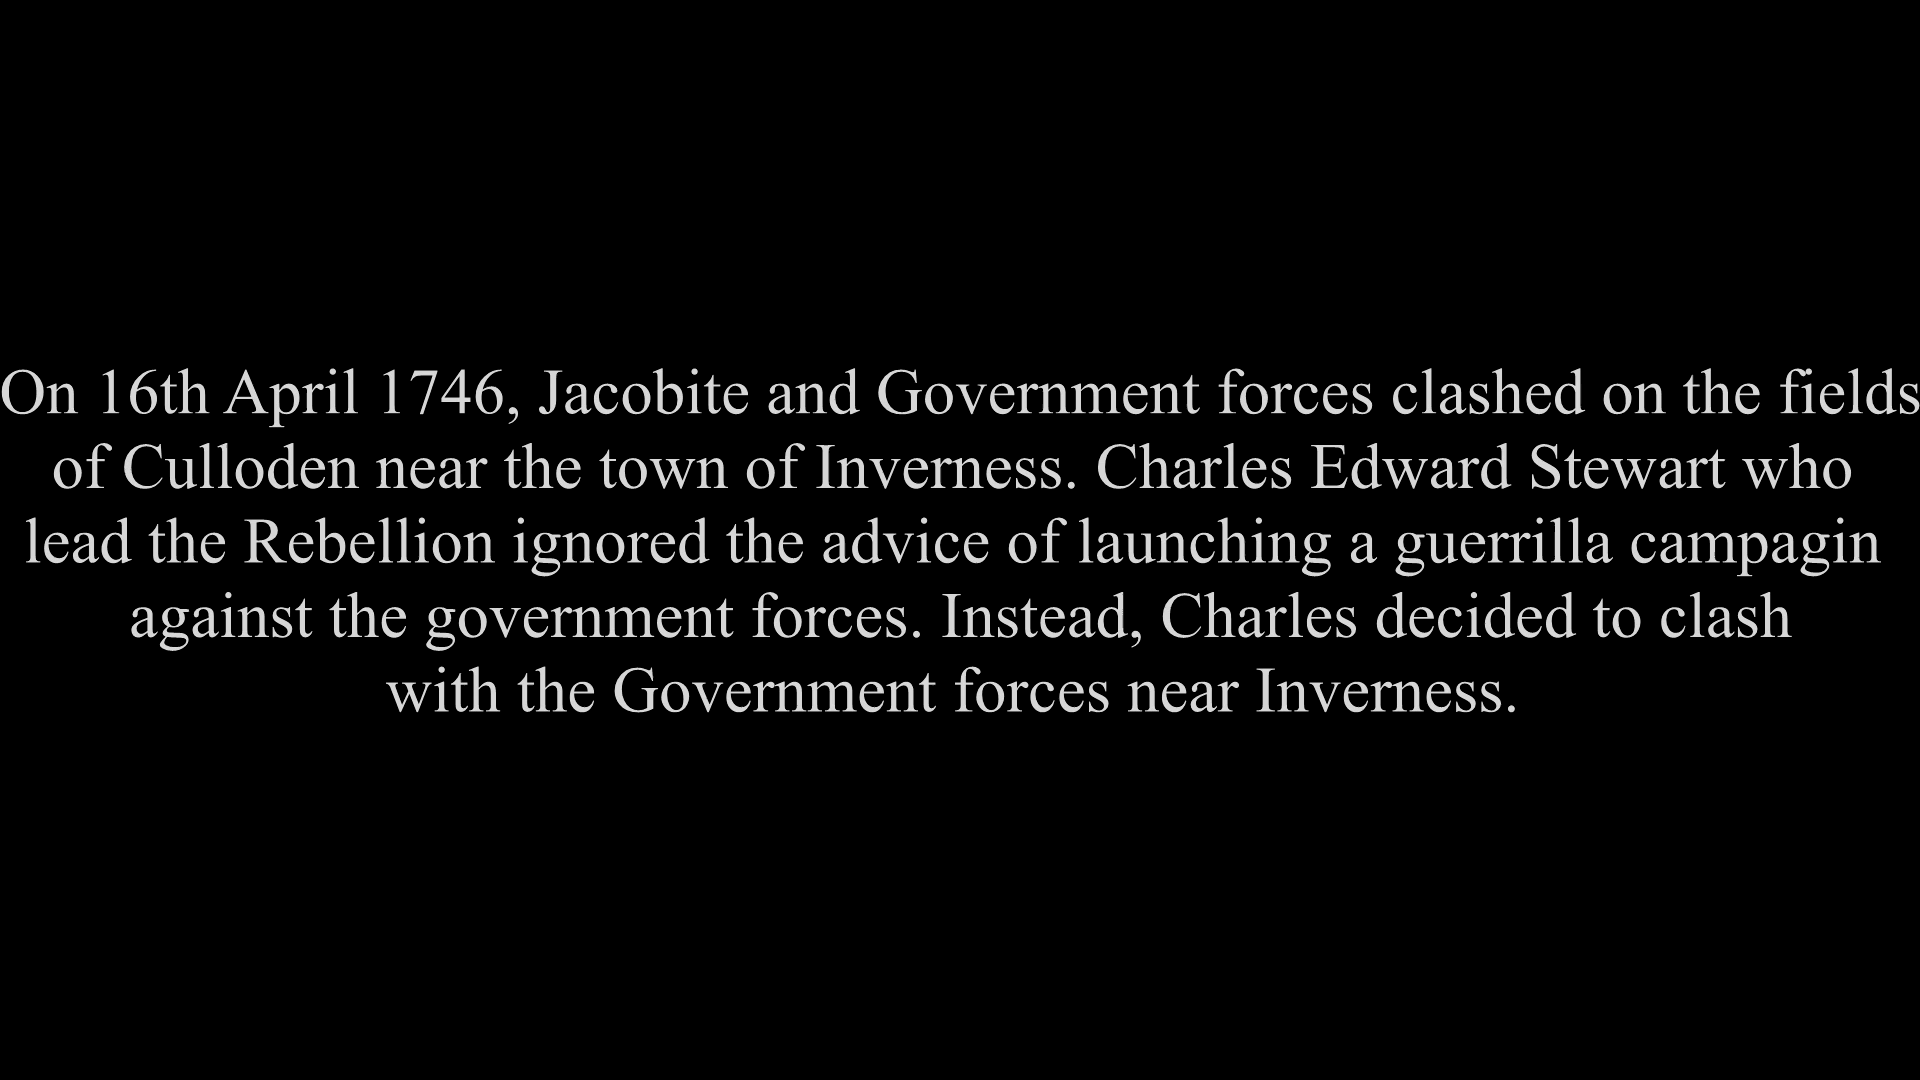 On 16th April 1746, Jacobite and Government forces clashed on the fields
of Culloden near the town of Inverness. Charles Edward Stewart who
lead the Rebellion ignored the advice of launching a guerrilla campagin
against the government forces. Instead, Charles decided to clash
with the Government forces near Inverness.